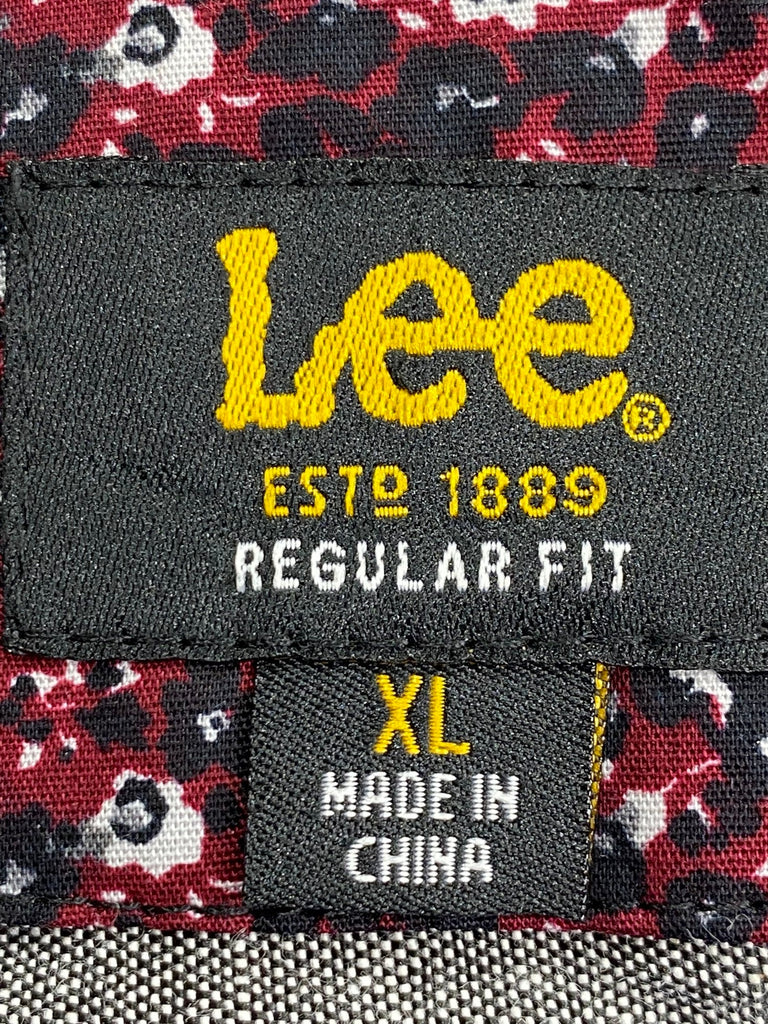 Lee®
ESTD 1889
REGULAR FIT
XL
MADE IN
CHINA